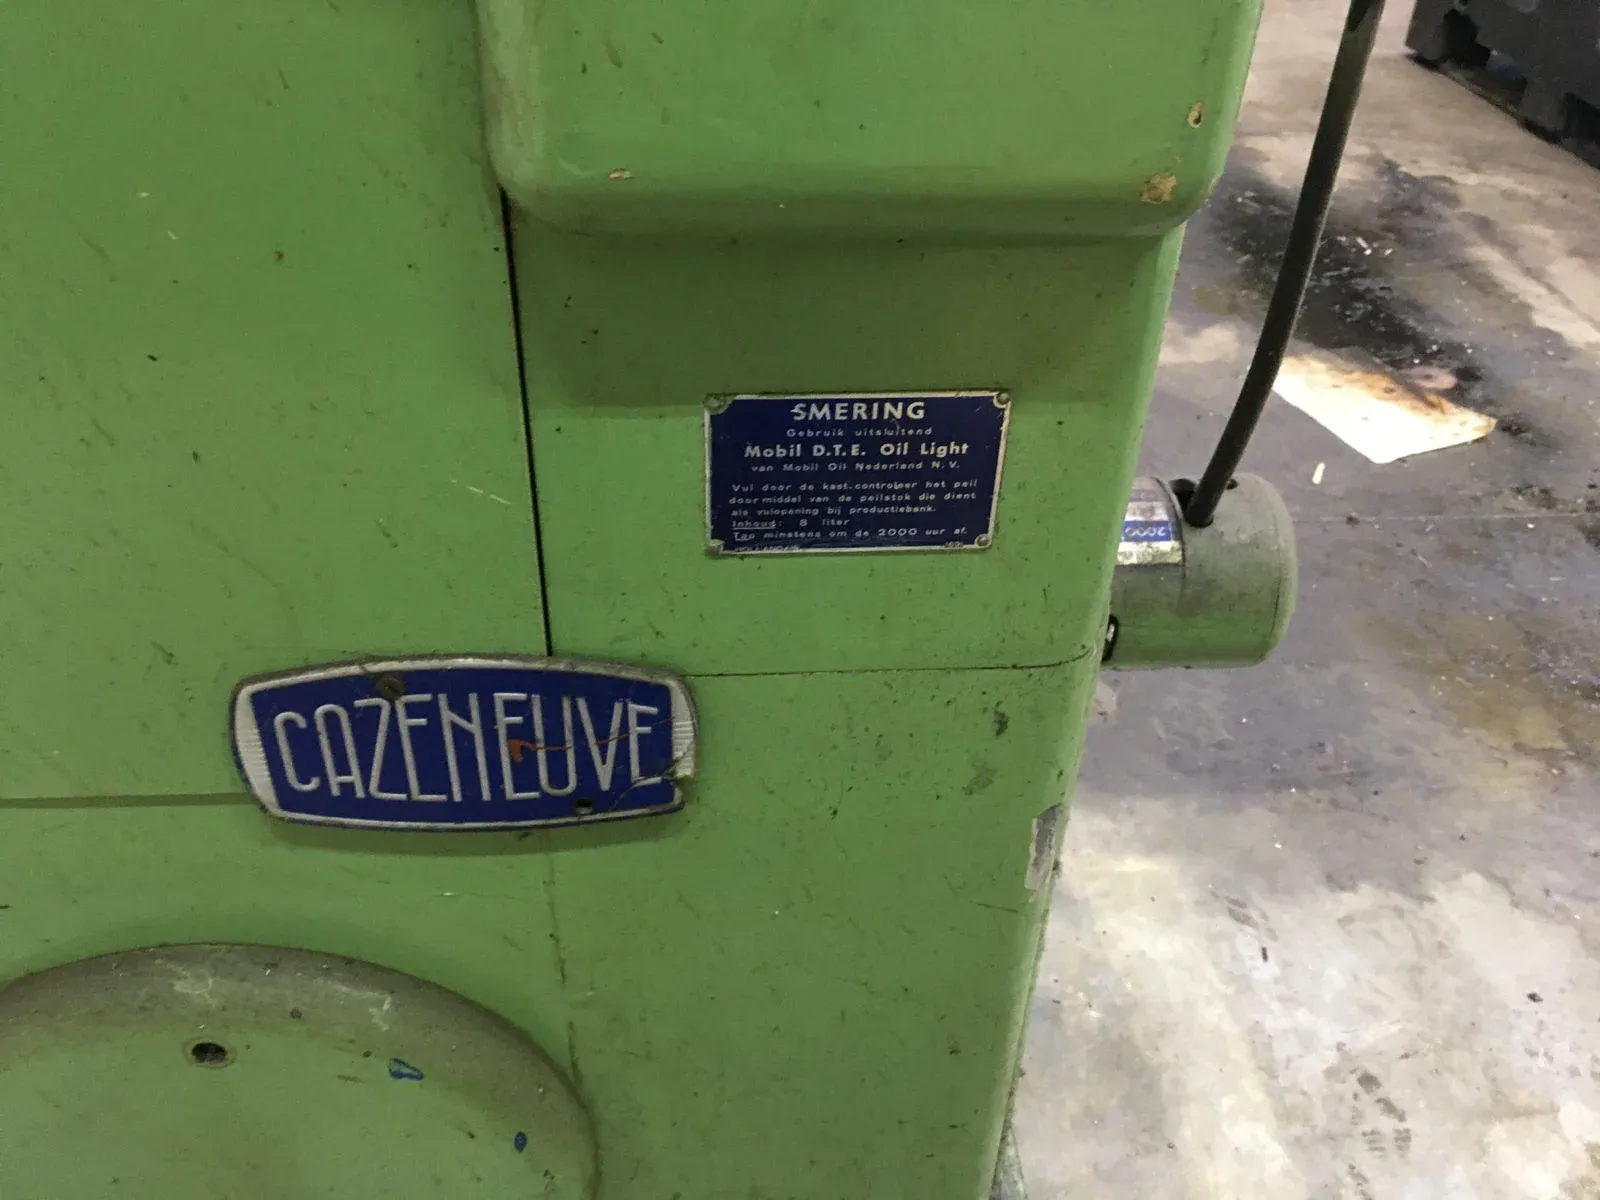 SMERING
Gebruik uitsluitend
Mobil D.T.E. Oil Light
van Mobil Oil Nederland N.V.
Vul door de kast. controleer het peil
door middel van de peilstok die dient
als vulopening bij productiebank.
Inhoud: 8 liter
Tap minstens om de 2000 uur af.
2000
CAZENEUVE